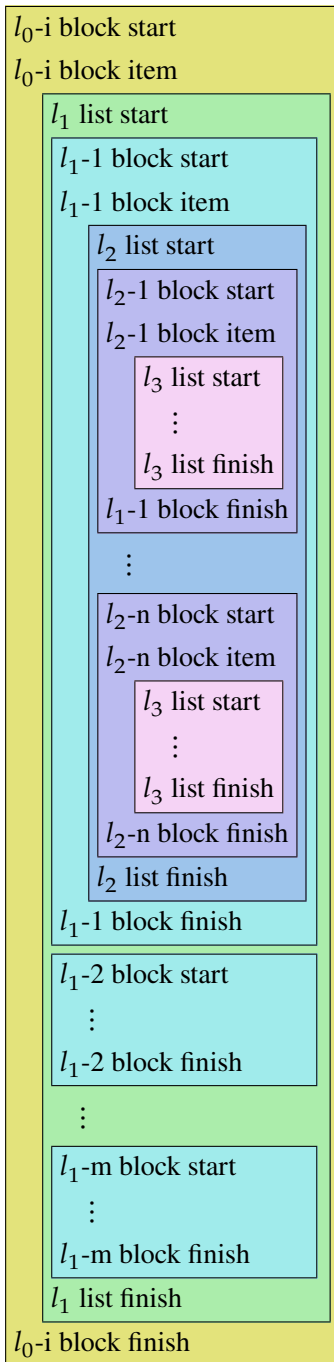 l₀-i block start
l₀-i block item
l₁ list start
l₁-1 block start
l₁-1 block item
l₂ list start
l₂-1 block start
l₂-1 block item
l₃ list start
⋮
l₃ list finish
l₁-1 block finish
⋮
l₂-n block start
l₂-n block item
l₃ list start
⋮
l₃ list finish
l₂-n block finish
l₂ list finish
l₁-1 block finish
l₁-2 block start
⋮
l₁-2 block finish
⋮
l₁-m block start
⋮
l₁-m block finish
l₁ list finish
l₀-i block finish